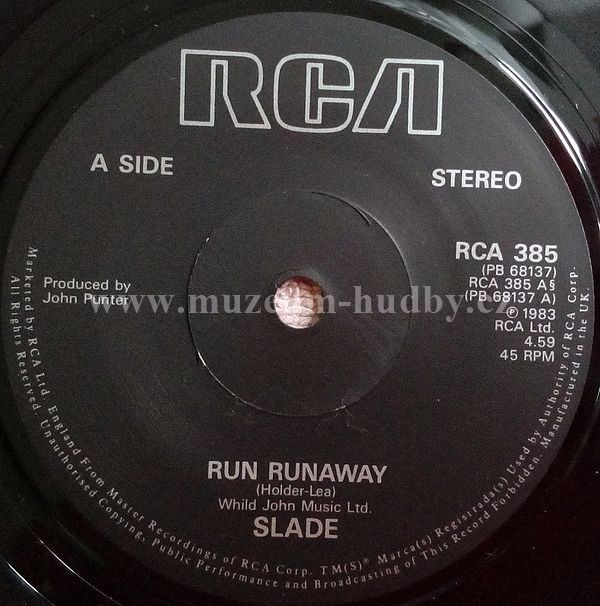 RCA
A SIDE
STEREO
RCA 385
(PB 68137)
RCA 385 A§
(PB 68137 A)
℗ 1983
RCA Ltd.
4.59
45 RPM
Produced by
John Punter
www.muzeum-hudby.cz
RUN RUNAWAY
(Holder-Lea)
Whild John Music Ltd.
SLADE
Marketed by RCA Ltd. England From Master Recordings of RCA Corp. TM(S)® Marca(s) Registrada(s) Used by Authority of RCA Corp.
All Rights Reserved. Unauthorised Copying, Public Performance and Broadcasting of This Record Forbidden. Manufactured in the UK.